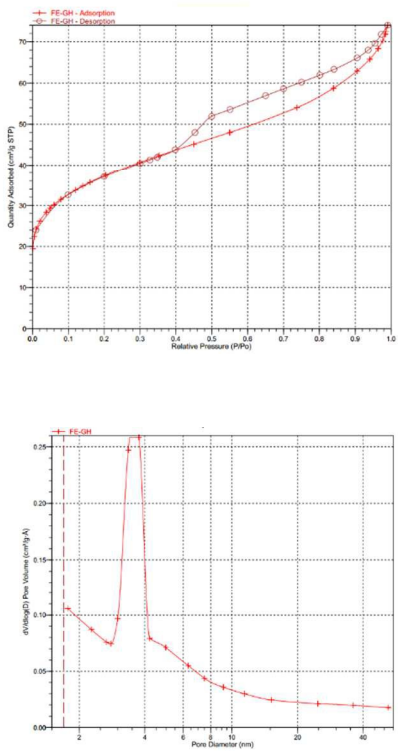 FE-GH - Adsorption
FE-GH - Desorption
Quantity Adsorbed (cm³/g STP)
70
60
50
40
30
20
10
0
0.0 0.1 0.2 0.3 0.4 0.5 0.6 0.7 0.8 0.9 1.0
Relative Pressure (P/Po)
FE-GH
dV/dlog(D) Pore Volume (cm³/g·Å)
0.25
0.20
0.15
0.10
0.05
0.00
2 4 6 8 10 20 40
Pore Diameter (nm)